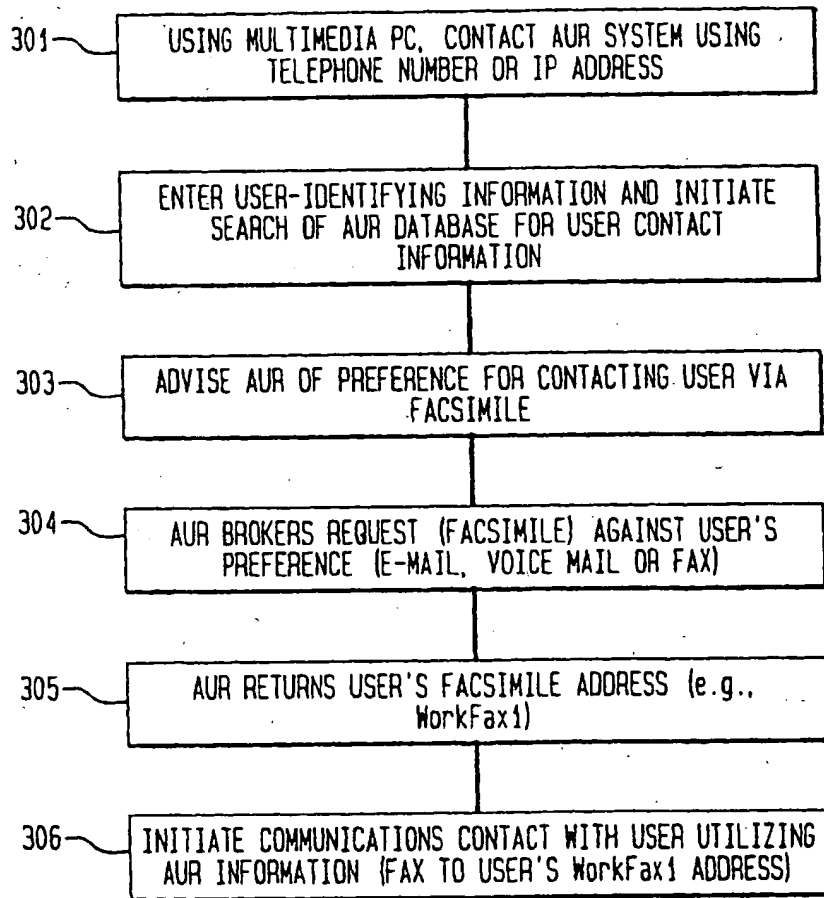 301
USING MULTIMEDIA PC, CONTACT AUR SYSTEM USING
TELEPHONE NUMBER OR IP ADDRESS
302
ENTER USER-IDENTIFYING INFORMATION AND INITIATE
SEARCH OF AUR DATABASE FOR USER CONTACT
INFORMATION
303
ADVISE AUR OF PREFERENCE FOR CONTACTING USER VIA
FACSIMILE
304
AUR BROKERS REQUEST (FACSIMILE) AGAINST USER'S
PREFERENCE (E-MAIL, VOICE MAIL OR FAX)
305
AUR RETURNS USER'S FACSIMILE ADDRESS (e.g.,
WorkFax1)
306
INITIATE COMMUNICATIONS CONTACT WITH USER UTILIZING
AUR INFORMATION (FAX TO USER'S WorkFax1 ADDRESS)